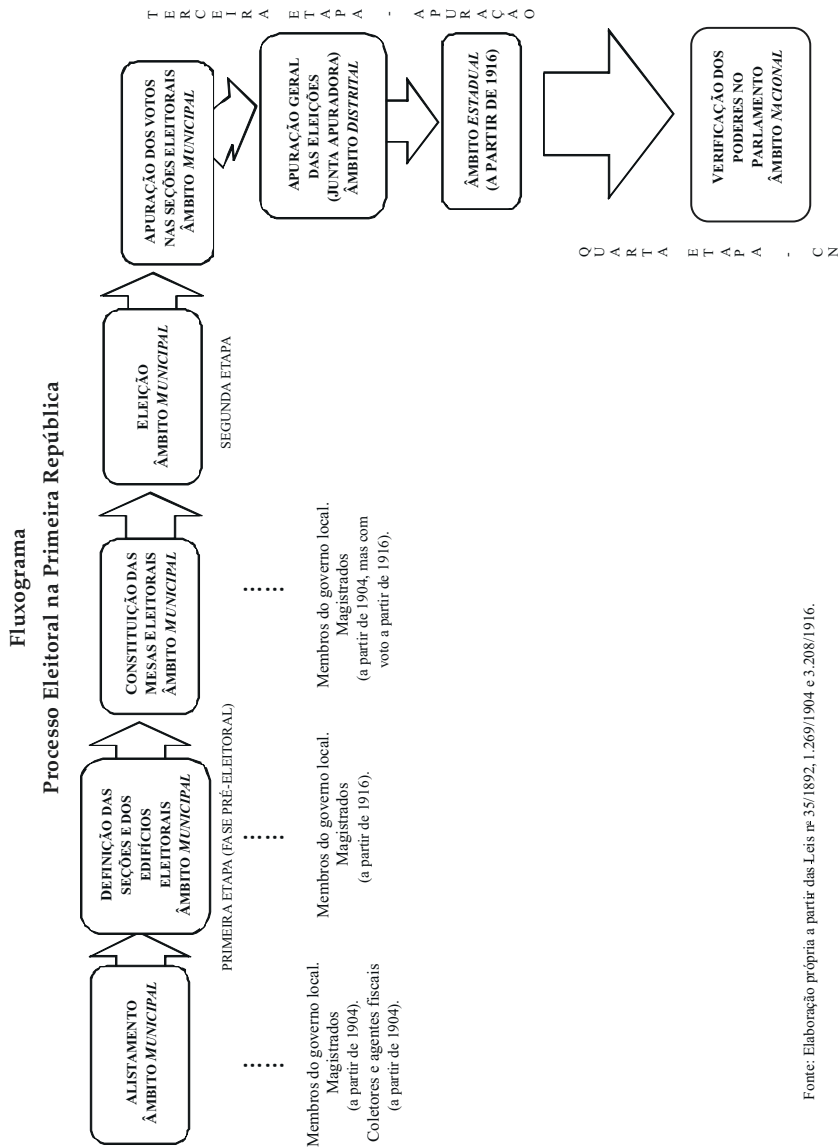 Fluxograma
Processo Eleitoral na Primeira República
ALISTAMENTO
ÂMBITO MUNICIPAL
DEFINIÇÃO DAS
SEÇÕES E DOS
EDIFÍCIOS
ELEITORAIS
ÂMBITO MUNICIPAL
CONSTITUIÇÃO DAS
MESAS ELEITORAIS
ÂMBITO MUNICIPAL
ELEIÇÃO
ÂMBITO MUNICIPAL
APURAÇÃO DOS VOTOS
NAS SEÇÕES ELEITORAIS
ÂMBITO MUNICIPAL
TERCEIRA ETAPA - APURAÇÃO
PRIMEIRA ETAPA (FASE PRÉ-ELEITORAL)
SEGUNDA ETAPA
APURAÇÃO GERAL
DAS ELEIÇÕES
(JUNTA APURADORA)
ÂMBITO DISTRITAL
ÂMBITO ESTADUAL
(A PARTIR DE 1916)
......
Membros do governo local.
Magistrados
(a partir de 1904).
Coletores e agentes fiscais
(a partir de 1904).
......
Membros do governo local.
Magistrados
(a partir de 1916).
......
Membros do governo local.
Magistrados
(a partir de 1904, mas com
voto a partir de 1916).
QUARTA ETAPA - CN
VERIFICAÇÃO DOS
PODERES NO
PARLAMENTO
ÂMBITO NACIONAL
Fonte: Elaboração própria a partir das Leis nº 35/1892, 1.269/1904 e 3.208/1916.